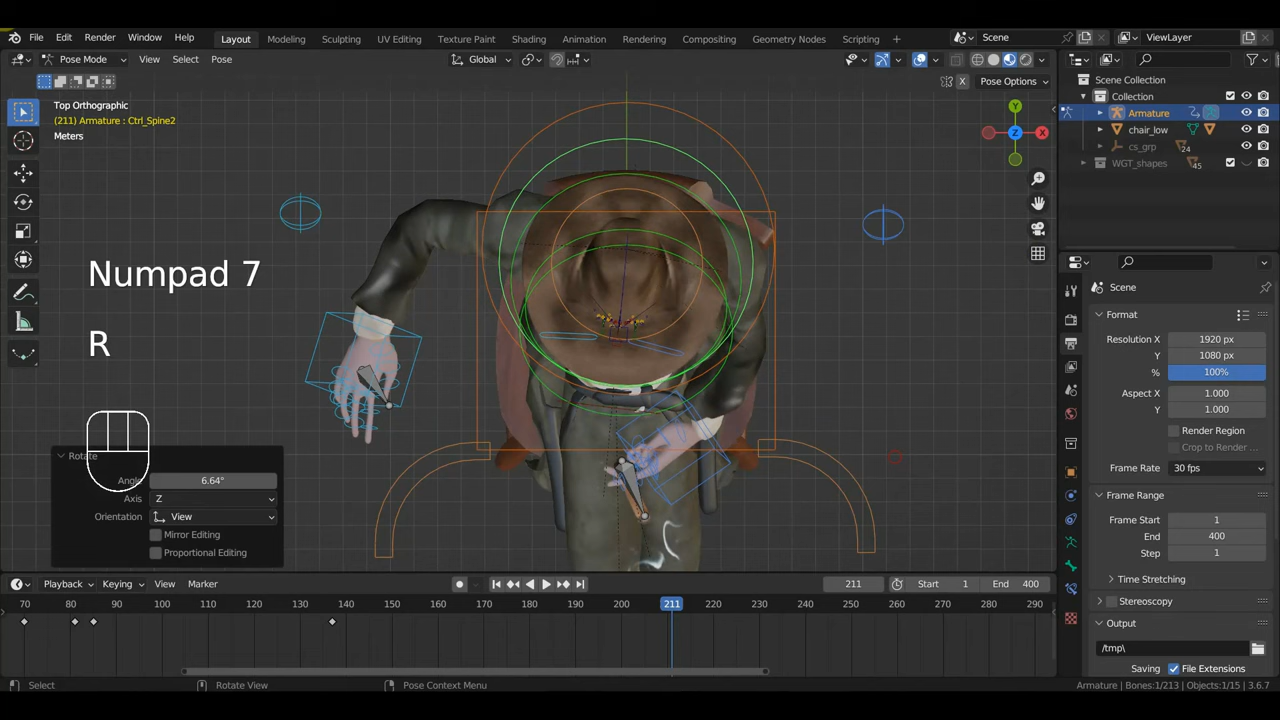 File Edit Render Window Help Layout Modeling Sculpting UV Editing Texture Paint Shading Animation Rendering Compositing Geometry Nodes Scripting + Scene ViewLayer
Pose Mode View Select Pose Global
X Pose Options
Top Orthographic
(211) Armature : Ctrl_Spine2
Meters
Y
X
Z
Numpad 7
R
Rotate
Angle 6.64°
Axis Z
Orientation View
Mirror Editing
Proportional Editing
Scene Collection
Collection
Armature
chair_low
cs_grp 24
WGT_shapes 45
Scene
Format
Resolution X 1920 px
Y 1080 px
% 100%
Aspect X 1.000
Y 1.000
Render Region
Crop to Render ...
Frame Rate 30 fps
Frame Range
Frame Start 1
End 400
Step 1
Time Stretching
Stereoscopy
Output
/tmp\
Saving File Extensions
Playback Keying View Marker 211 Start 1 End 400
70 80 90 100 110 120 130 140 150 160 170 180 190 200 211 220 230 240 250 260 270 280 290
Select Rotate View Pose Context Menu Armature | Bones:1/213 | Objects:1/15 | 3.6.7